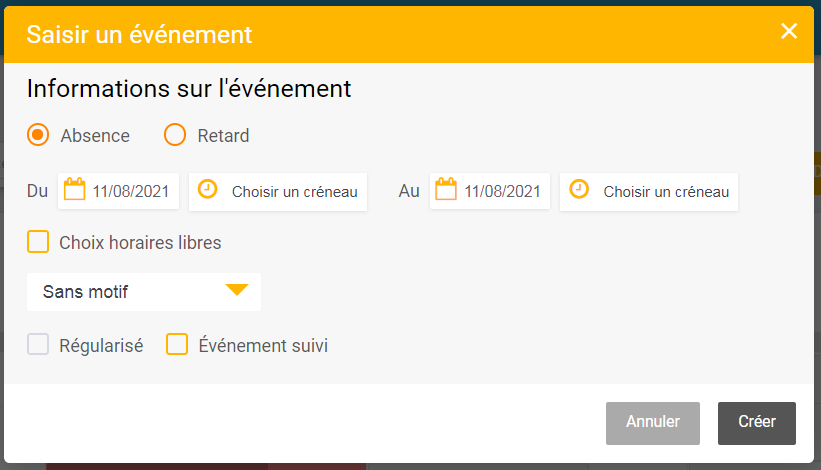 Saisir un événement
Informations sur l'événement
Absence Retard
Du 11/08/2021 Choisir un créneau Au 11/08/2021 Choisir un créneau
Choix horaires libres
Sans motif
Régularisé Événement suivi
Annuler Créer